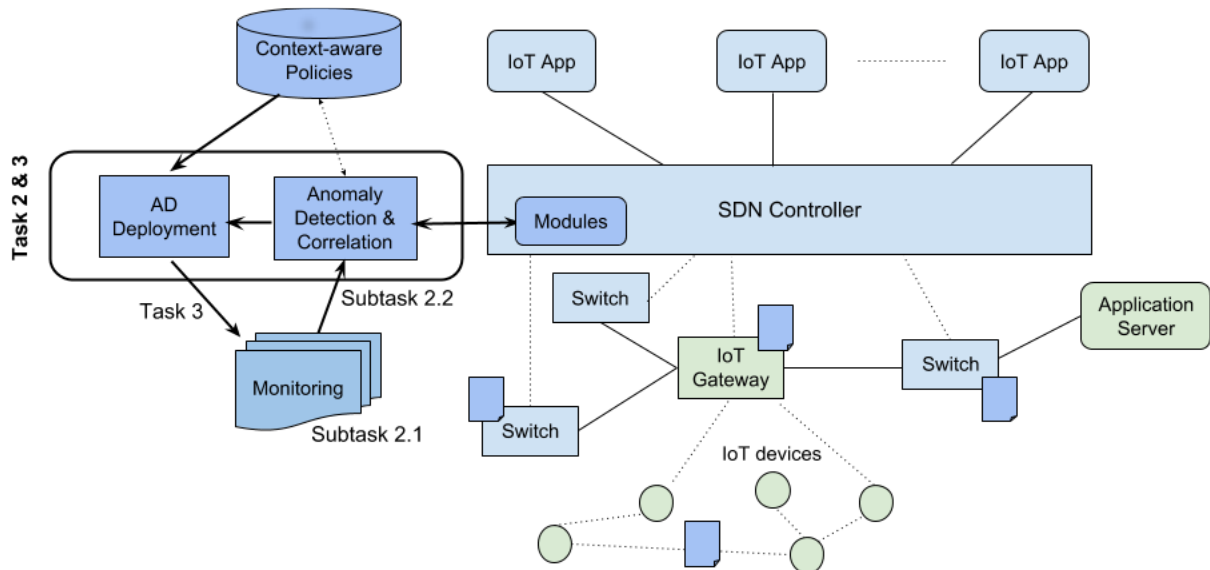 Context-aware
Policies
IoT App
IoT App
IoT App
Task 2 & 3
AD
Deployment
Anomaly
Detection &
Correlation
Modules
SDN Controller
Task 3
Subtask 2.2
Monitoring
Subtask 2.1
Switch
Switch
IoT
Gateway
Switch
Application
Server
IoT devices